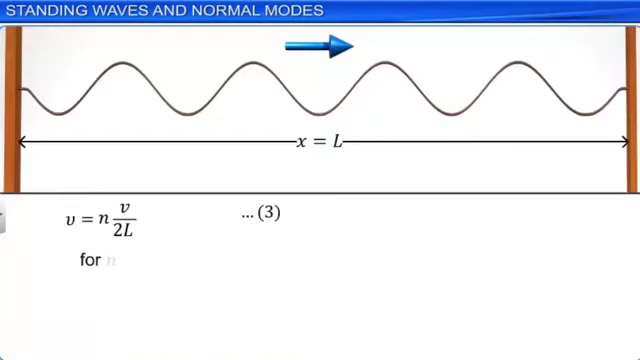 STANDING WAVES AND NORMAL MODES
x = L
υ = n v/2L ... (3)
for n